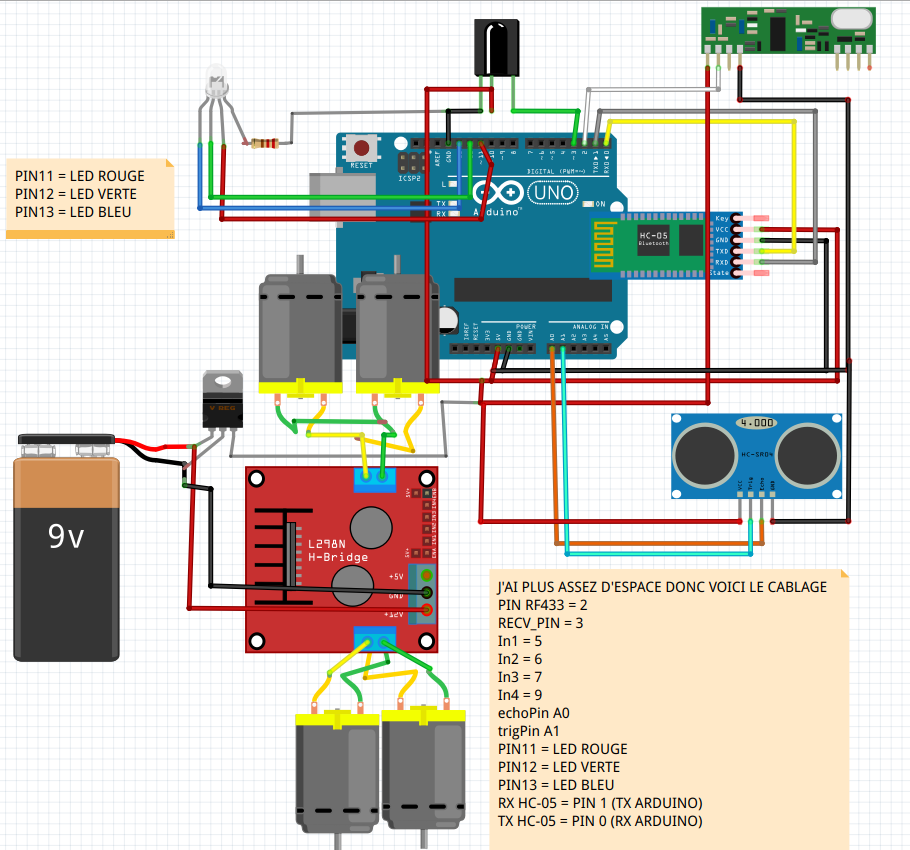 PIN11 = LED ROUGE
PIN12 = LED VERTE
PIN13 = LED BLEU
RESET
ICSP2
AREF
GND
DIGITAL (PWM=~)
L
TX
RX
Arduino™
UNO
ON
TXD
RXD
HC-05
Bluetooth
Key
VCC
GND
TXD
RXD
State
IOREF
RESET
3V3
5V
GND
GND
VIN
POWER
ANALOG IN
A0
A1
A2
A3
A4
A5
V REG
9v
L298N
H-Bridge
+5V
GND
+12V
4.000
HC-SR04
VCC
Trig
Echo
GND
J'AI PLUS ASSEZ D'ESPACE DONC VOICI LE CABLAGE
PIN RF433 = 2
RECV_PIN = 3
In1 = 5
In2 = 6
In3 = 7
In4 = 9
echoPin A0
trigPin A1
PIN11 = LED ROUGE
PIN12 = LED VERTE
PIN13 = LED BLEU
RX HC-05 = PIN 1 (TX ARDUINO)
TX HC-05 = PIN 0 (RX ARDUINO)